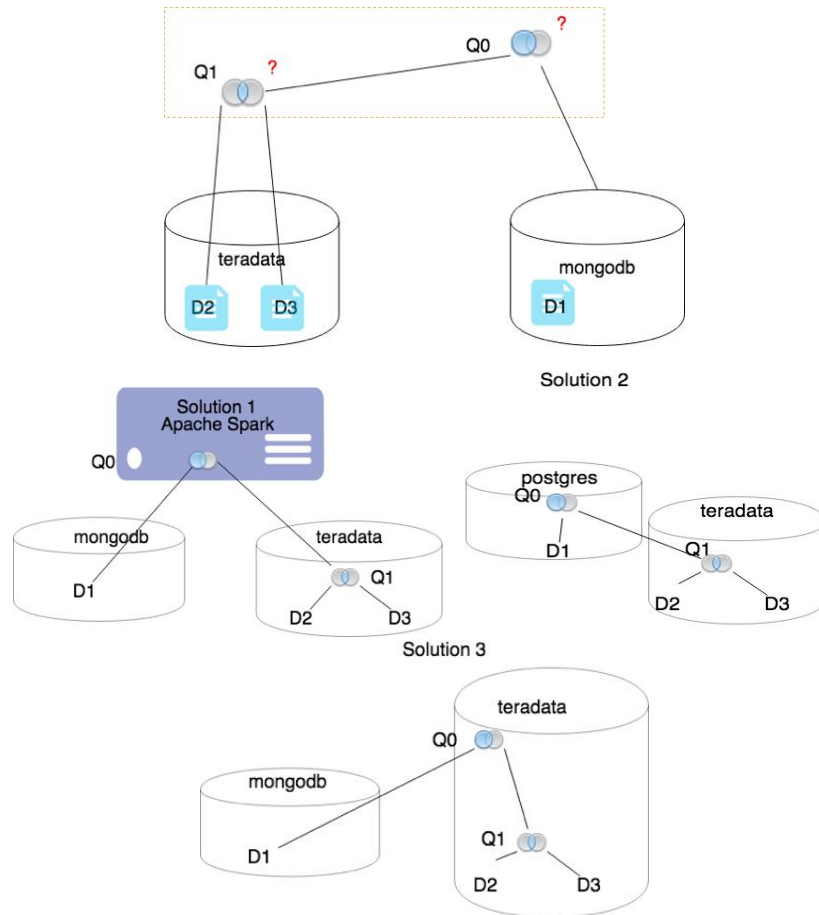 ?
Q0
Q1
?
teradata
mongodb
D2
D3
D1
Solution 2
Solution 1
Apache Spark
Q0
postgres
Q0
teradata
mongodb
teradata
D1
Q1
D1
Q1
D2
D3
D2
D3
Solution 3
teradata
Q0
mongodb
Q1
D1
D2
D3